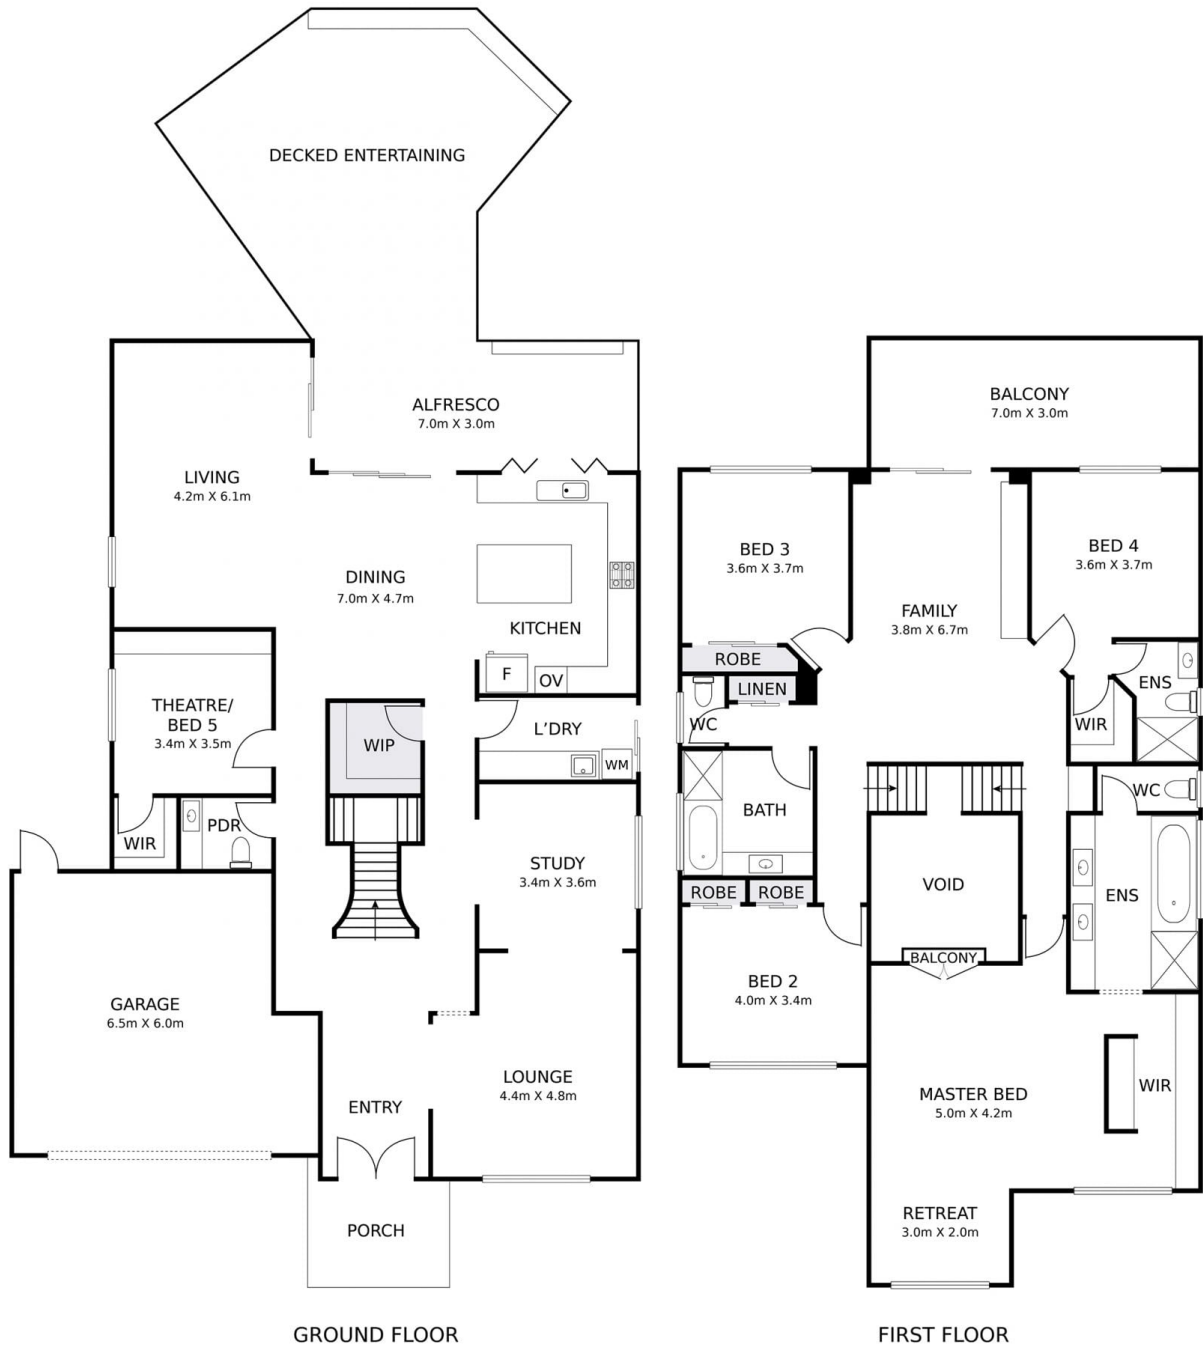 DECKED ENTERTAINING
ALFRESCO
7.0m X 3.0m
LIVING
4.2m X 6.1m
DINING
7.0m X 4.7m
KITCHEN
F
OV
THEATRE/
BED 5
3.4m X 3.5m
WIP
L'DRY
WM
WIR
PDR
STUDY
3.4m X 3.6m
GARAGE
6.5m X 6.0m
LOUNGE
4.4m X 4.8m
ENTRY
PORCH
GROUND FLOOR
BALCONY
7.0m X 3.0m
BED 3
3.6m X 3.7m
BED 4
3.6m X 3.7m
FAMILY
3.8m X 6.7m
ROBE
LINEN
WC
ENS
WIR
WC
BATH
VOID
ENS
ROBE
ROBE
BALCONY
BED 2
4.0m X 3.4m
MASTER BED
5.0m X 4.2m
WIR
RETREAT
3.0m X 2.0m
FIRST FLOOR